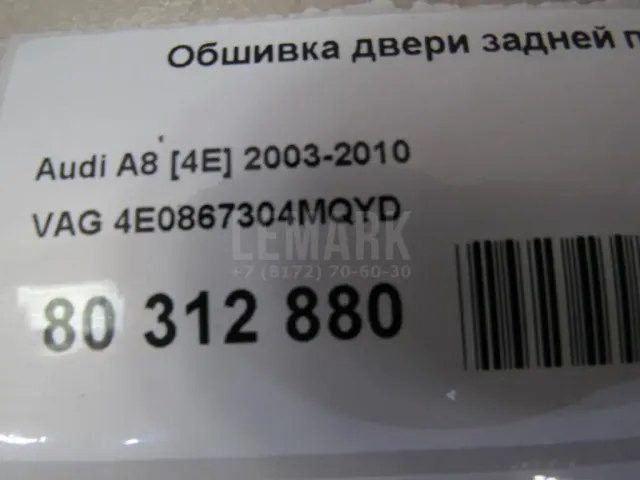 Обшивка двери задней п
Audi A8 [4E] 2003-2010
VAG 4E0867304MQYD
LEMARK
+7 (8172) 70-60-30
80 312 880